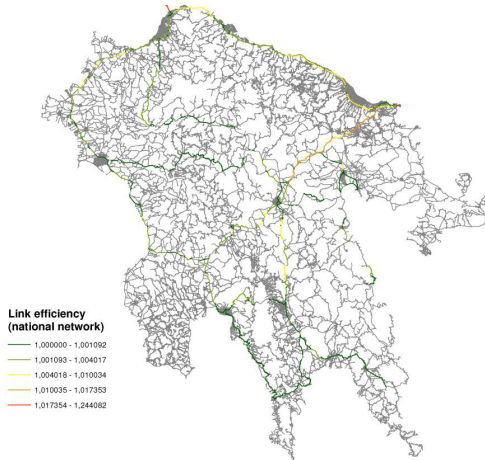 Link efficiency
(national network)
1,000000 - 1,001092
1,001093 - 1,004017
1,004018 - 1,010034
1,010035 - 1,017353
1,017354 - 1,244082